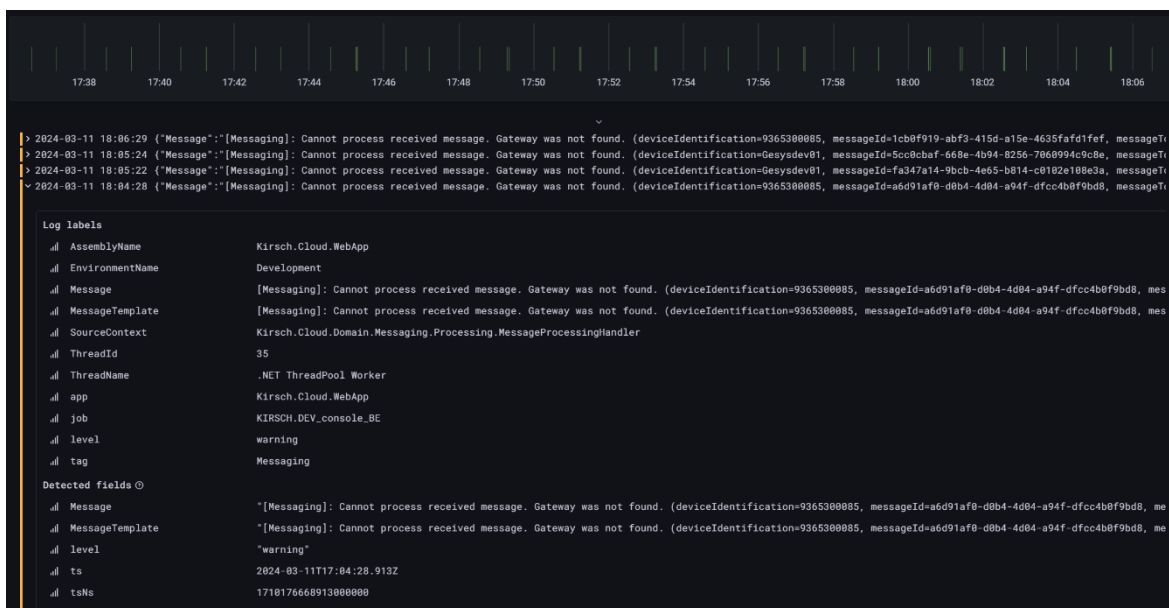 17:38 17:40 17:42 17:44 17:46 17:48 17:50 17:52 17:54 17:56 17:58 18:00 18:02 18:04 18:06
2024-03-11 18:06:29 {"Message":"[Messaging]: Cannot process received message. Gateway was not found. (deviceIdentification=9365300085, messageId=1cb0f919-abf3-415d-a15e-4635fafd1fef, messageTo
2024-03-11 18:05:24 {"Message":"[Messaging]: Cannot process received message. Gateway was not found. (deviceIdentification=Gesysdev01, messageId=5cc0cbaf-668e-4b94-8256-7060994c9c8e, messageTo
2024-03-11 18:05:22 {"Message":"[Messaging]: Cannot process received message. Gateway was not found. (deviceIdentification=Gesysdev01, messageId=fa347a14-9bcb-4e65-b814-c0102e108e3a, messageTo
2024-03-11 18:04:28 {"Message":"[Messaging]: Cannot process received message. Gateway was not found. (deviceIdentification=9365300085, messageId=a6d91af0-d0b4-4d04-a94f-dfcc4b0f9bd8, messageTo
Log labels
AssemblyName Kirsch.Cloud.WebApp
EnvironmentName Development
Message [Messaging]: Cannot process received message. Gateway was not found. (deviceIdentification=9365300085, messageId=a6d91af0-d0b4-4d04-a94f-dfcc4b0f9bd8, mes
MessageTemplate [Messaging]: Cannot process received message. Gateway was not found. (deviceIdentification=9365300085, messageId=a6d91af0-d0b4-4d04-a94f-dfcc4b0f9bd8, mes
SourceContext Kirsch.Cloud.Domain.Messaging.Processing.MessageProcessingHandler
ThreadId 35
ThreadName .NET ThreadPool Worker
app Kirsch.Cloud.WebApp
job KIRSCH.DEV_console_BE
level warning
tag Messaging
Detected fields
Message "[Messaging]: Cannot process received message. Gateway was not found. (deviceIdentification=9365300085, messageId=a6d91af0-d0b4-4d04-a94f-dfcc4b0f9bd8, me
MessageTemplate "[Messaging]: Cannot process received message. Gateway was not found. (deviceIdentification=9365300085, messageId=a6d91af0-d0b4-4d04-a94f-dfcc4b0f9bd8, me
level "warning"
ts 2024-03-11T17:04:28.913Z
tsNs 1710176668913000000